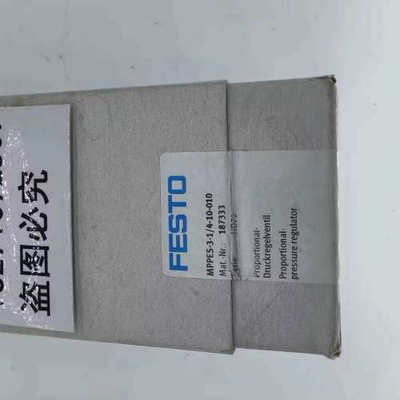 FESTO
MPPES-3-1/4-10-010
Mat. Nr.: 187333
Proportional-
Druckregelventil
Proportional-
pressure regulator
盗图必究